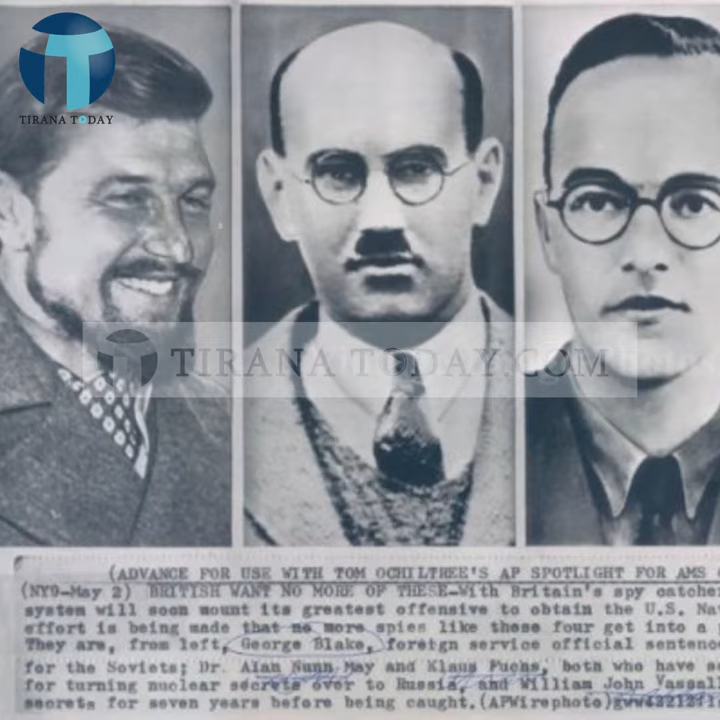 TIRANA TODAY
TIRANA TODAY.COM
(ADVANCE FOR USE WITH TOM OCHILTREE'S AP SPOTLIGHT FOR AMS
(NY9-May 2) BRITISH WANT NO MORE OF THESE-With Britain's spy catche
system will soon mount its greatest offensive to obtain the U.S. Na
effort is being made that no more spies like these four get into a
They are, from left, George Blake, foreign service official sentenc
for the Soviets; Dr. Alan Nunn May and Klaus Fuchs, both who have s
for turning nuclear secrets over to Russia, and William John Vassal
secrets for seven years before being caught.(APWirephoto)